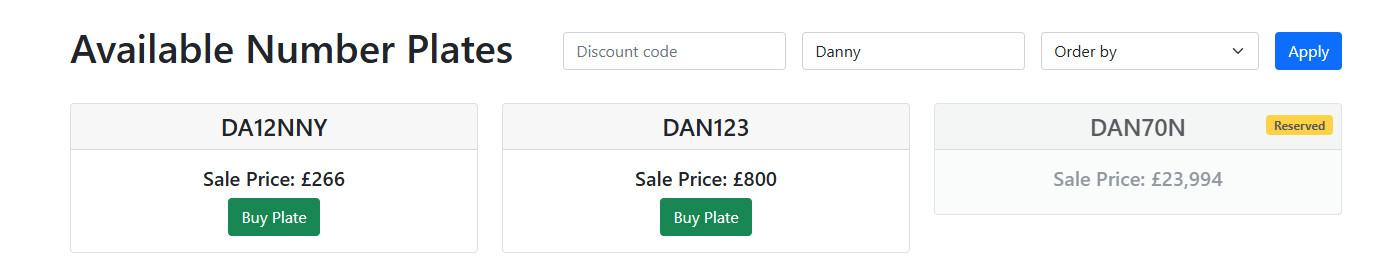 Available Number Plates
Discount code
Danny
Order by
Apply
DA12NNY
Sale Price: £266
Buy Plate
DAN123
Sale Price: £800
Buy Plate
DAN70N
Reserved
Sale Price: £23,994